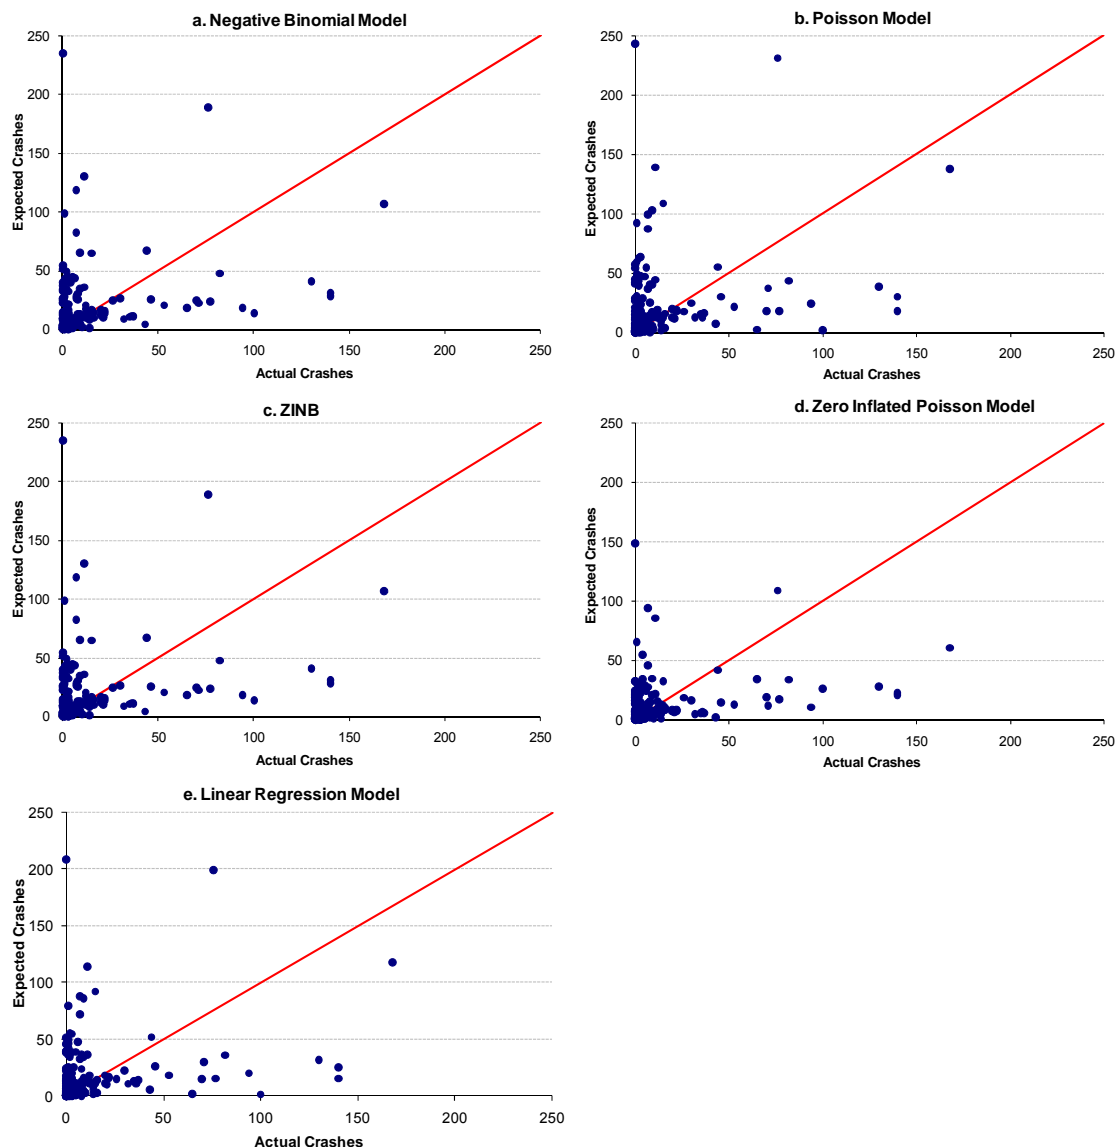 a. Negative Binomial Model
250
200
150
100
50
0
Expected Crashes
0 50 100 150 200 250
Actual Crashes
b. Poisson Model
250
200
150
100
50
0
Expected Crashes
0 50 100 150 200 250
Actual Crashes
c. ZINB
250
200
150
100
50
0
Expected Crashes
0 50 100 150 200 250
Actual Crashes
d. Zero Inflated Poisson Model
250
200
150
100
50
0
Expected Crashes
0 50 100 150 200 250
Actual Crashes
e. Linear Regression Model
250
200
150
100
50
0
Expected Crashes
0 50 100 150 200 250
Actual Crashes